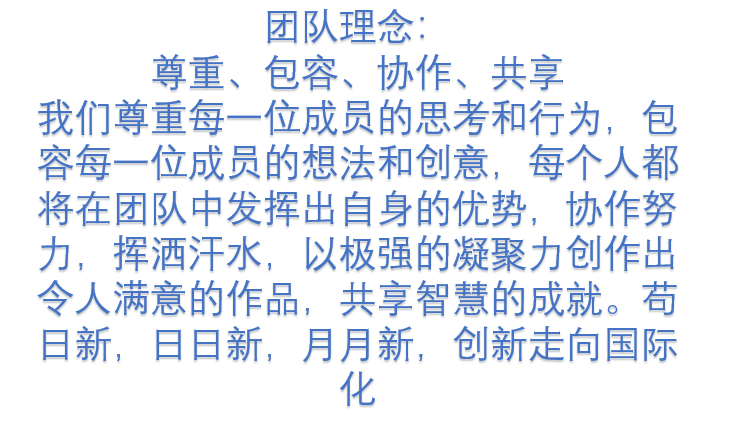 团队理念：
尊重、包容、协作、共享
我们尊重每一位成员的思考和行为，包
容每一位成员的想法和创意，每个人都
将在团队中发挥出自身的优势，协作努
力，挥洒汗水，以极强的凝聚力创作出
令人满意的作品，共享智慧的成就。苟
日新，日日新，月月新，创新走向国际
化